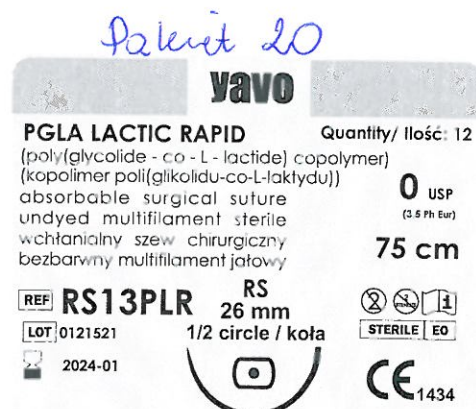 Pakiet 20
yavo
PGLA LACTIC RAPID
Quantity/ Ilość: 12
(poly(glycolide - co - L - lactide) copolymer)
(kopolimer poli(glikolidu-co-L-laktydu))
absorbable surgical suture
undyed multifilament sterile
wchłanialny szew chirurgiczny
bezbarwny multifilament jałowy
0 USP
(3.5 Ph Eur)
75 cm
REF RS13PLR
LOT 0121521
2024-01
RS
26 mm
1/2 circle / koła
STERILE EO
CE 1434